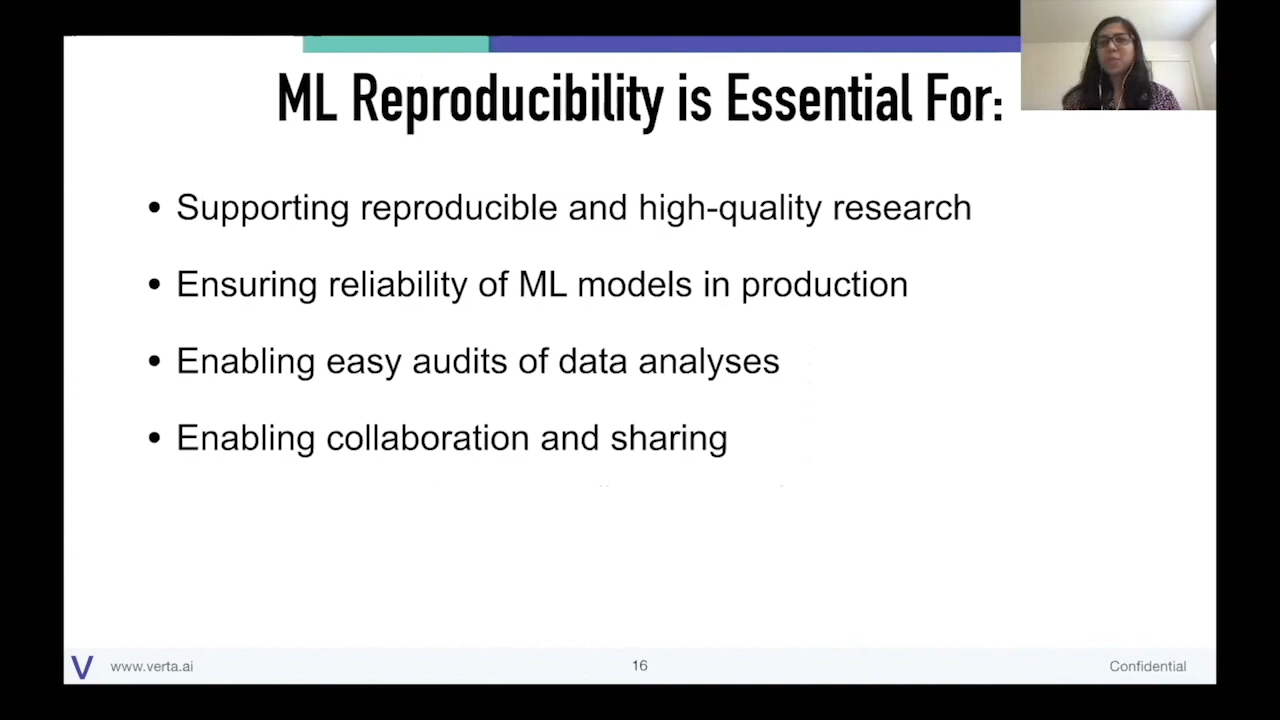 ML Reproducibility is Essential For:
• Supporting reproducible and high-quality research
• Ensuring reliability of ML models in production
• Enabling easy audits of data analyses
• Enabling collaboration and sharing
V www.verta.ai 16 Confidential